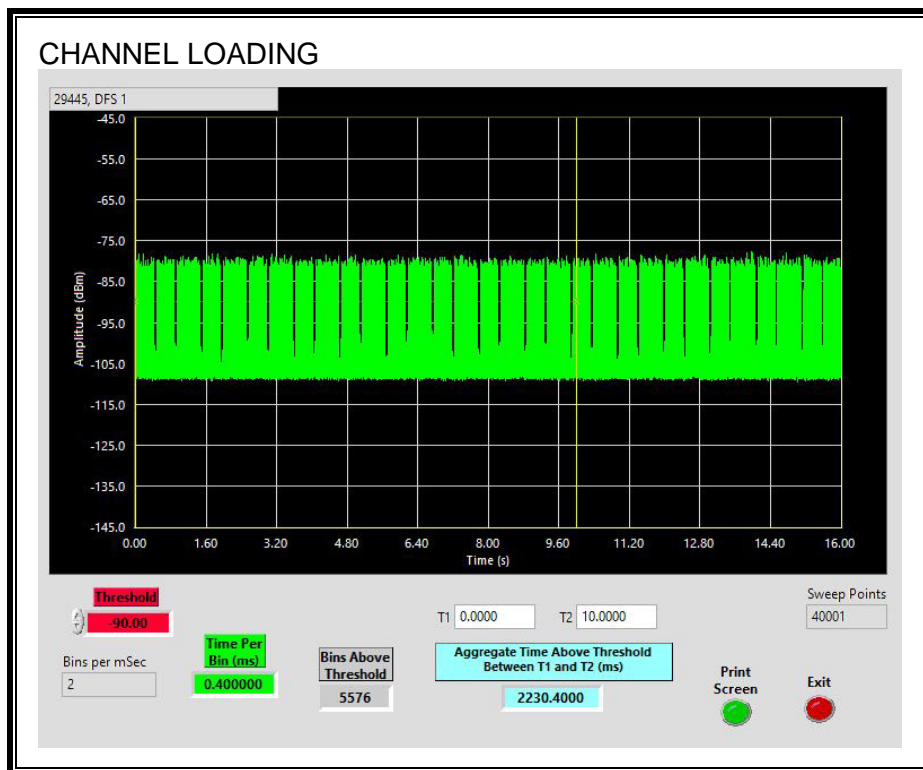 CHANNEL LOADING
29445, DFS 1
-45.0
-55.0
-65.0
-75.0
-85.0
-95.0
-105.0
-115.0
-125.0
-135.0
-145.0
Amplitude (dBm)
0.00 1.60 3.20 4.80 6.40 8.00 9.60 11.20 12.80 14.40 16.00
Time (s)
Threshold
-90.00
T1 0.0000 T2 10.0000
Sweep Points
40001
Bins per mSec
2
Time Per
Bin (ms)
0.400000
Bins Above
Threshold
5576
Aggregate Time Above Threshold
Between T1 and T2 (ms)
2230.4000
Print
Screen
Exit